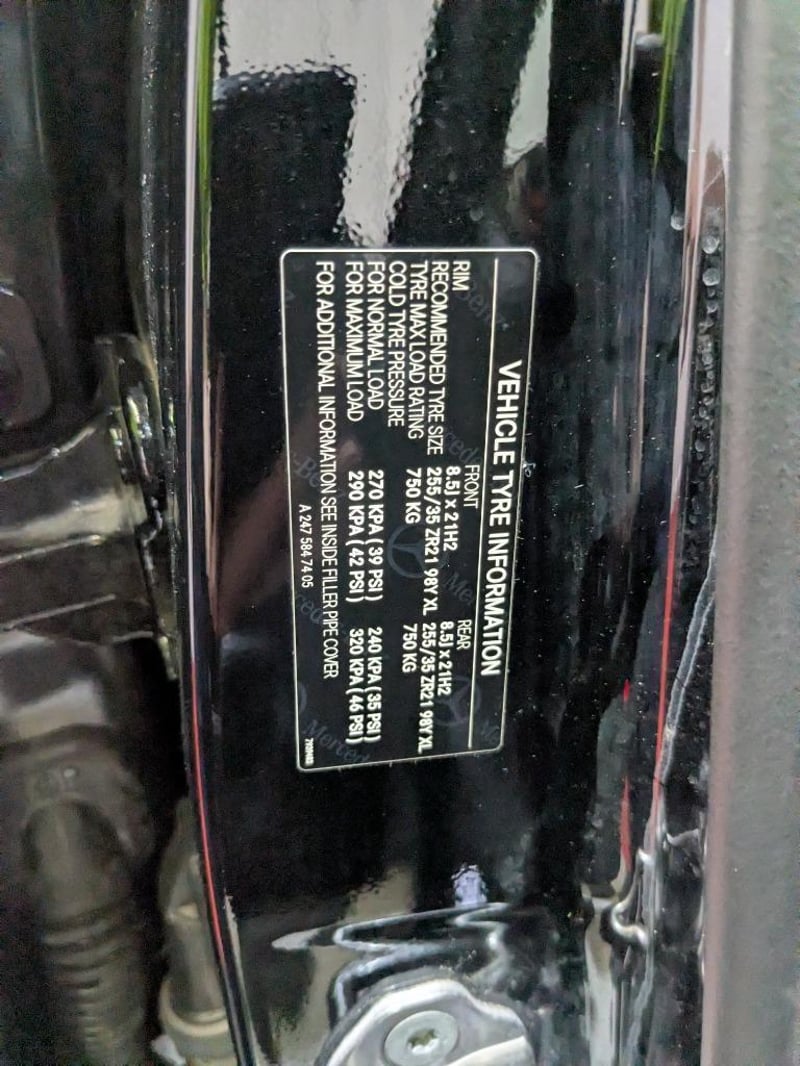 VEHICLE TYRE INFORMATION
FRONT REAR
RIM 8.5J x 21H2 8.5J x 21H2
RECOMMENDED TYRE SIZE 255/35 ZR21 98Y XL 255/35 ZR21 98Y XL
TYRE MAX LOAD RATING 750 KG 750 KG
COLD TYRE PRESSURE
FOR NORMAL LOAD 270 KPA ( 39 PSI ) 240 KPA ( 35 PSI )
FOR MAXIMUM LOAD 290 KPA ( 42 PSI ) 320 KPA ( 46 PSI )
FOR ADDITIONAL INFORMATION SEE INSIDE FILLER PIPE COVER
A 247 584 74 05